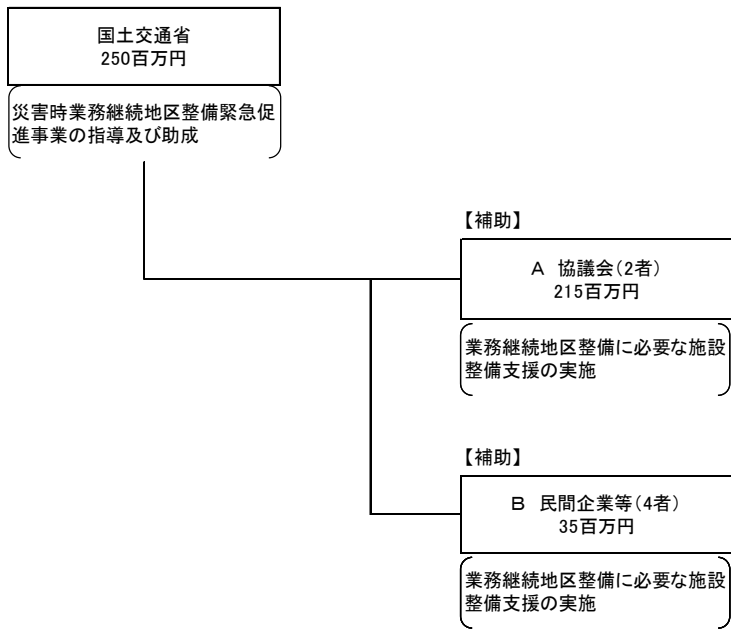 国土交通省
250百万円
災害時業務継続地区整備緊急促
進事業の指導及び助成
【補助】
A 協議会(2者)
215百万円
業務継続地区整備に必要な施設
整備支援の実施
【補助】
B 民間企業等(4者)
35百万円
業務継続地区整備に必要な施設
整備支援の実施